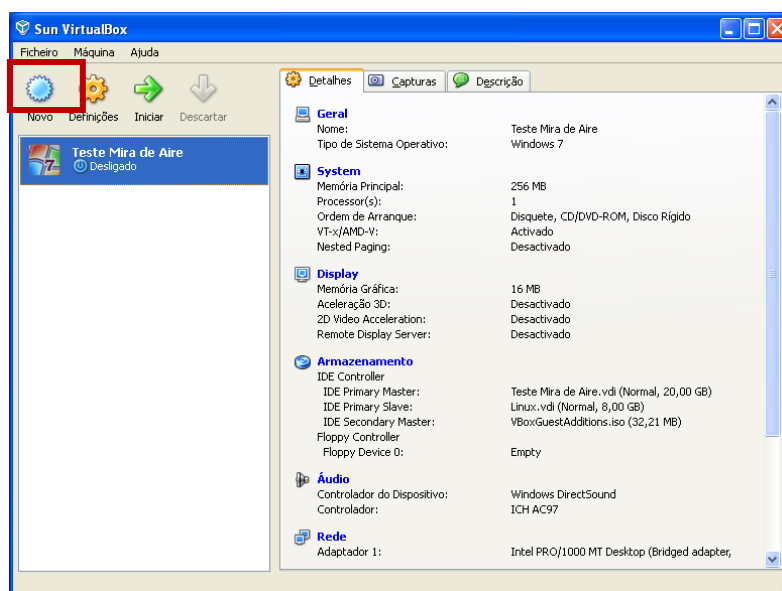 Sun VirtualBox
Ficheiro Máquina Ajuda
Novo Definições Iniciar Descartar
Teste Mira de Aire
Desligado
Detalhes Capturas Descrição
Geral
Nome: Teste Mira de Aire
Tipo de Sistema Operativo: Windows 7
System
Memória Principal: 256 MB
Processor(s): 1
Ordem de Arranque: Disquete, CD/DVD-ROM, Disco Rígido
VT-x/AMD-V: Activado
Nested Paging: Desactivado
Display
Memória Gráfica: 16 MB
Aceleração 3D: Desactivado
2D Video Acceleration: Desactivado
Remote Display Server: Desactivado
Armazenamento
IDE Controller
IDE Primary Master: Teste Mira de Aire.vdi (Normal, 20,00 GB)
IDE Primary Slave: Linux.vdi (Normal, 8,00 GB)
IDE Secondary Master: VBoxGuestAdditions.iso (32,21 MB)
Floppy Controller
Floppy Device 0: Empty
Áudio
Controlador do Dispositivo: Windows DirectSound
Controlador: ICH AC97
Rede
Adaptador 1: Intel PRO/1000 MT Desktop (Bridged adapter,